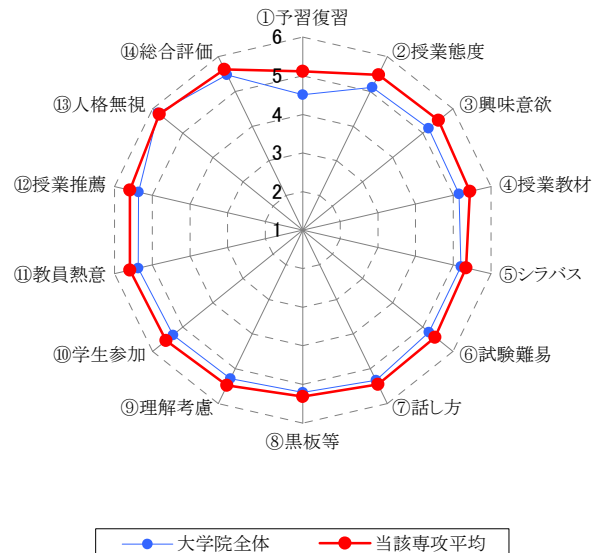 ①予習復習
②授業態度
③興味意欲
④授業教材
⑤シラバス
⑥試験難易
⑦話し方
⑧黒板等
⑨理解考慮
⑩学生参加
⑪教員熱意
⑫授業推薦
⑬人格無視
⑭総合評価
6
5
4
3
2
1
大学院全体
当該専攻平均